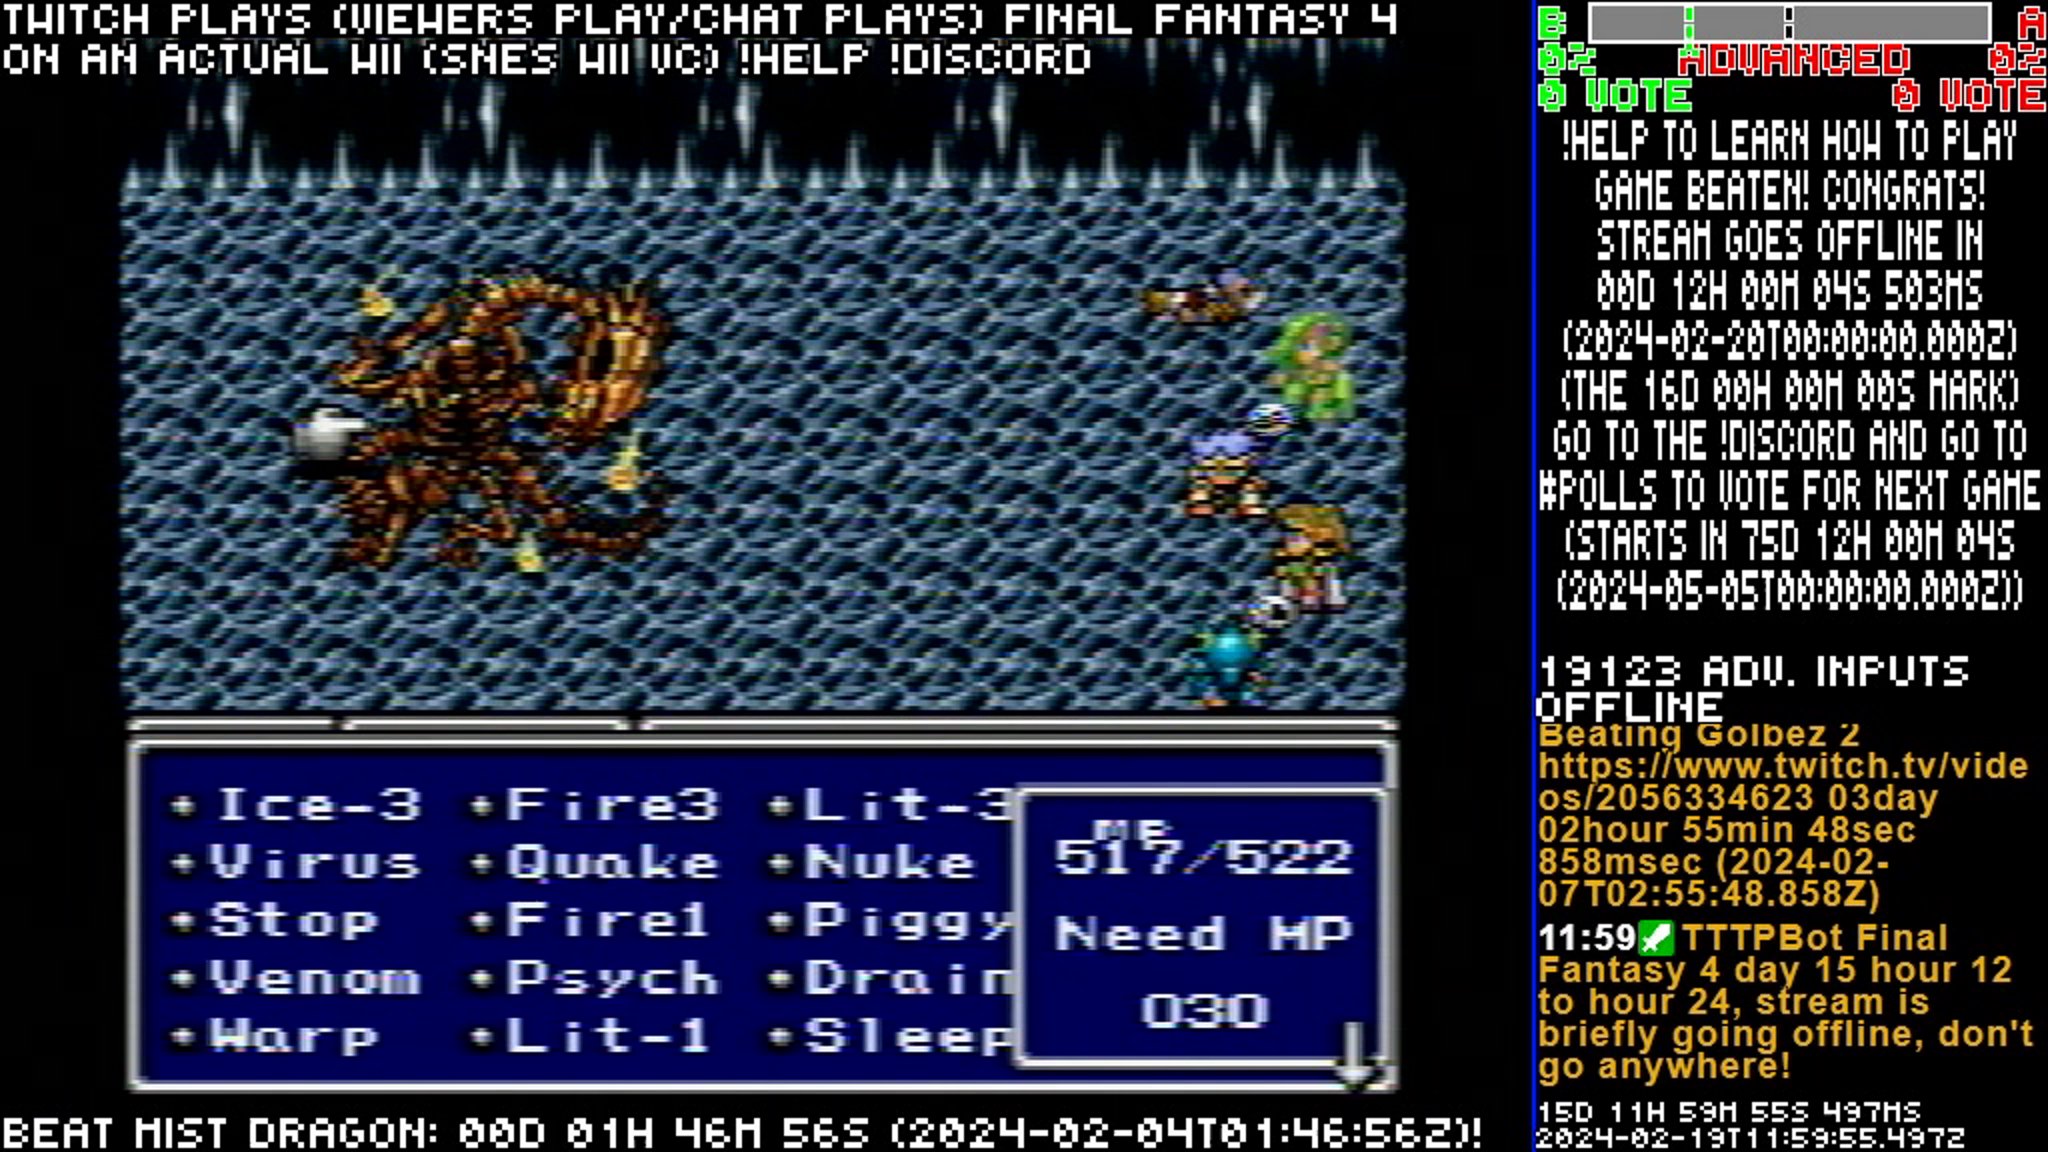 TWITCH PLAYS (VIEWERS PLAY/CHAT PLAYS) FINAL FANTASY 4
ON AN ACTUAL WII (SNES WII VC) !HELP !DISCORD
B A
0% ADVANCED 0%
0 VOTE 0 VOTE
!HELP TO LEARN HOW TO PLAY
GAME BEATEN! CONGRATS!
STREAM GOES OFFLINE IN
00D 12H 00M 04S 503MS
(2024-02-20T00:00:00.000Z)
(THE 16D 00H 00M 00S MARK)
GO TO THE !DISCORD AND GO TO
#POLLS TO VOTE FOR NEXT GAME
(STARTS IN 75D 12H 00M 04S
(2024-05-05T00:00:00.000Z))
19123 ADV. INPUTS
OFFLINE
Beating Golbez 2
https://www.twitch.tv/vide
os/2056334623 03day
02hour 55min 48sec
858msec (2024-02-
07T02:55:48.858Z)
11:59 TTTPBot Final
Fantasy 4 day 15 hour 12
to hour 24, stream is
briefly going offline, don't
go anywhere!
15D 11H 59M 55S 497MS
2024-02-19T11:59:55.497Z
Ice-3 Fire3 Lit-3
Virus Quake Nuke
Stop Fire1 Piggy
Venom Psych Drain
Warp Lit-1 Sleep
MP
517/522
Need MP
030
BEAT MIST DRAGON: 00D 01H 46M 56S (2024-02-04T01:46:56Z)!